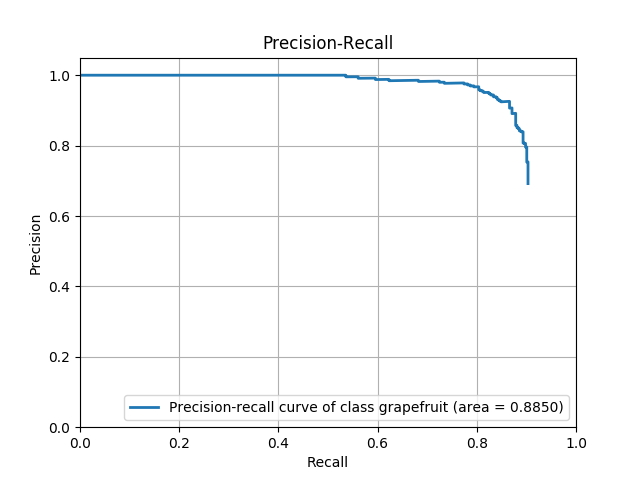 Precision-Recall
1.0
0.8
0.6
0.4
0.2
0.0
Precision
Precision-recall curve of class grapefruit (area = 0.8850)
0.0 0.2 0.4 0.6 0.8 1.0
Recall